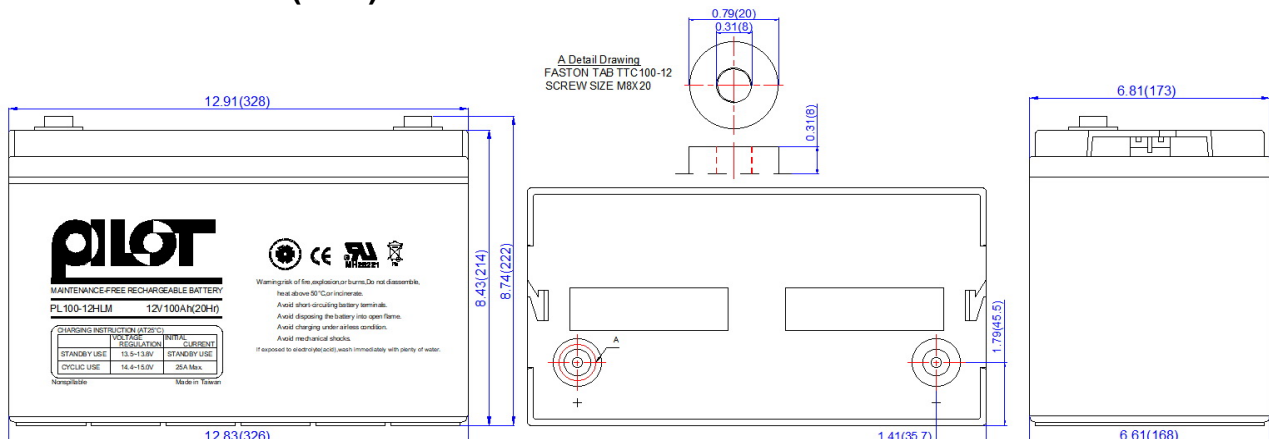 0.79(20)
0.31(8)
A Detail Drawing
FASTON TAB TTC100-12
SCREW SIZE M8X20
0.31(8)
12.91(328)
6.81(173)
PILOT
MAINTENANCE-FREE RECHARGEABLE BATTERY
PL100-12HLM 12V100Ah(20Hr)
CHARGING INSTRUCTION (AT25°C)
VOLTAGE REGULATION INITIAL CURRENT
STANDBY USE 13.5~13.8V STANDBY USE
CYCLIC USE 14.4~15.0V 25A Max.
Nonspillable Made in Taiwan
CE
MH28221
Warning:risk of fire,explosion,or burns,Do not disassemble,
heat above 50°C,or incinerate.
Avoid short-circuiting battery terminals.
Avoid disposing the battery into open flame.
Avoid charging under airless condition.
Avoid mechanical shocks.
If exposed to electrolyte(acid),wash immediately with plenty of water.
8.43(214)
8.74(222)
A
+
−
1.79(45.5)
12.83(326)
1.41(35.7)
6.61(168)